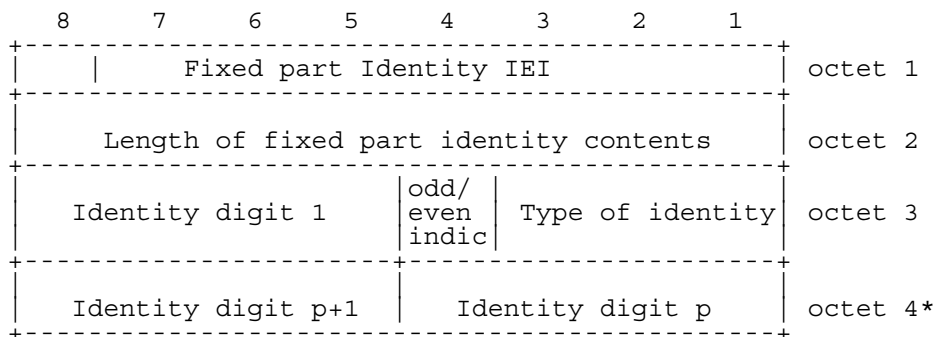 8 7 6 5 4 3 2 1
Fixed part Identity IEI octet 1
Length of fixed part identity contents octet 2
odd/
Identity digit 1 even Type of identity octet 3
indic
Identity digit p+1 Identity digit p octet 4*